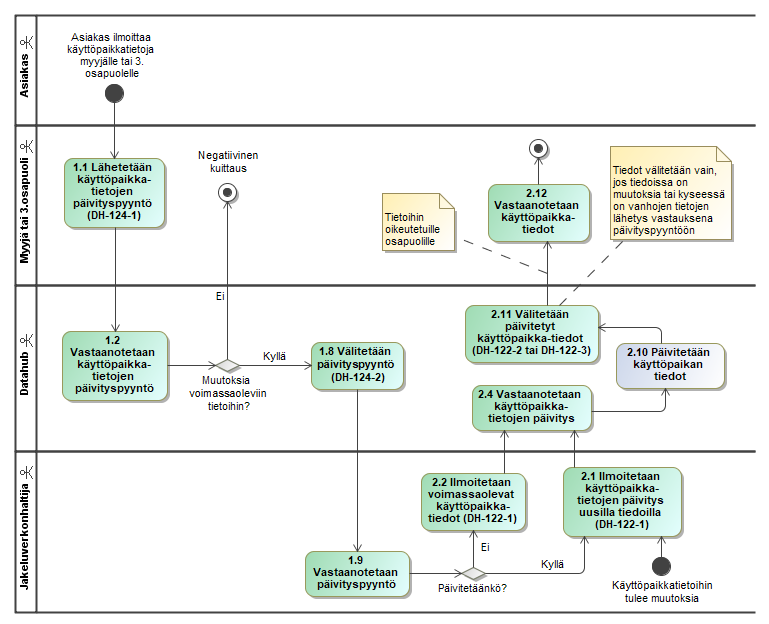 Asiakas
Asiakas ilmoittaa
käyttöpaikkatietoja
myyjälle tai 3.
osapuolelle
Myyjä tai 3.osapuoli
1.1 Lähetetään
käyttöpaikka-
tietojen
päivityspyyntö
(DH-124-1)
Negatiivinen
kuittaus
Tietoihin
oikeutetuille
osapuolille
2.12
Vastaanotetaan
käyttöpaikka-
tiedot
Tiedot välitetään vain,
jos tiedoissa on
muutoksia tai kyseessä
on vanhojen tietojen
lähetys vastauksena
päivityspyyntöön
Datahub
1.2
Vastaanotetaan
käyttöpaikka-
tietojen
päivityspyyntö
Ei
Muutoksia
voimassaoleviin
tietoihin?
Kyllä
1.8 Välitetään
päivityspyyntö
(DH-124-2)
2.11 Välitetään
päivitetyt
käyttöpaikka-tiedot
(DH-122-2 tai DH-122-3)
2.10 Päivitetään
käyttöpaikan
tiedot
2.4 Vastaanotetaan
käyttöpaikka-
tietojen päivitys
Jakeluverkonhaltija
2.2 Ilmoitetaan
voimassaolevat
käyttöpaikka-
tiedot (DH-122-1)
2.1 Ilmoitetaan
käyttöpaikka-
tietojen päivitys
uusilla tiedoilla
(DH-122-1)
1.9
Vastaanotetaan
päivityspyyntö
Ei
Päivitetäänkö?
Kyllä
Käyttöpaikkatietoihin
tulee muutoksia